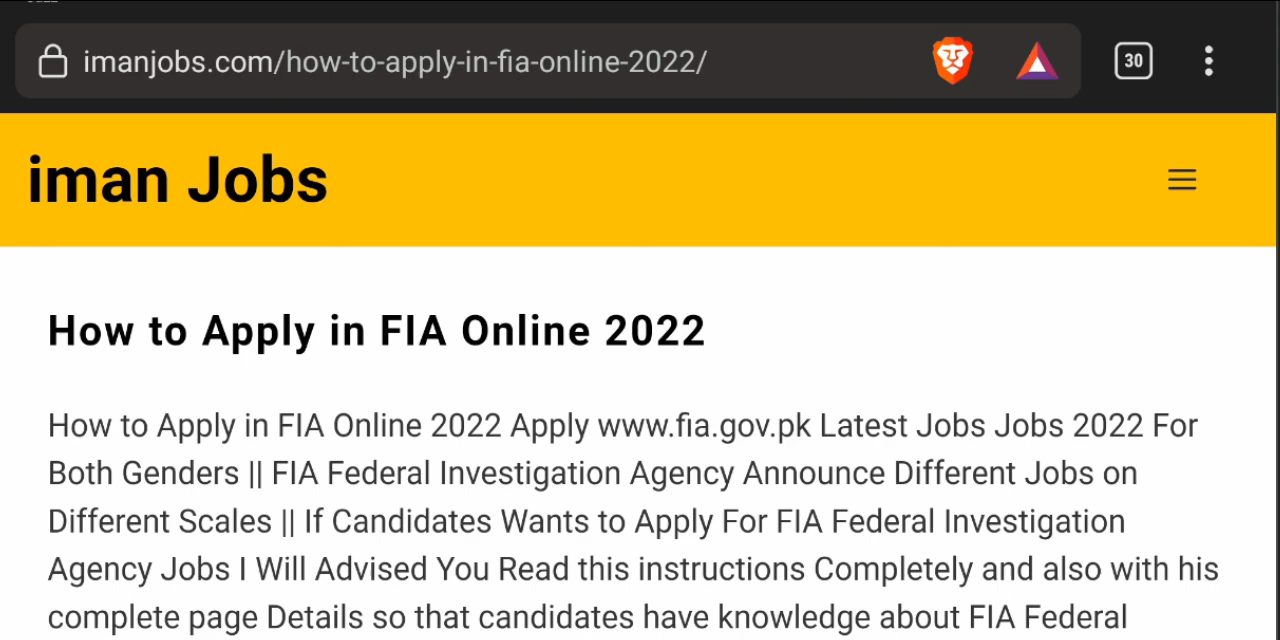 imanjobs.com/how-to-apply-in-fia-online-2022/
30
iman Jobs
How to Apply in FIA Online 2022
How to Apply in FIA Online 2022 Apply www.fia.gov.pk Latest Jobs Jobs 2022 For
Both Genders || FIA Federal Investigation Agency Announce Different Jobs on
Different Scales || If Candidates Wants to Apply For FIA Federal Investigation
Agency Jobs I Will Advised You Read this instructions Completely and also with his
complete page Details so that candidates have knowledge about FIA Federal